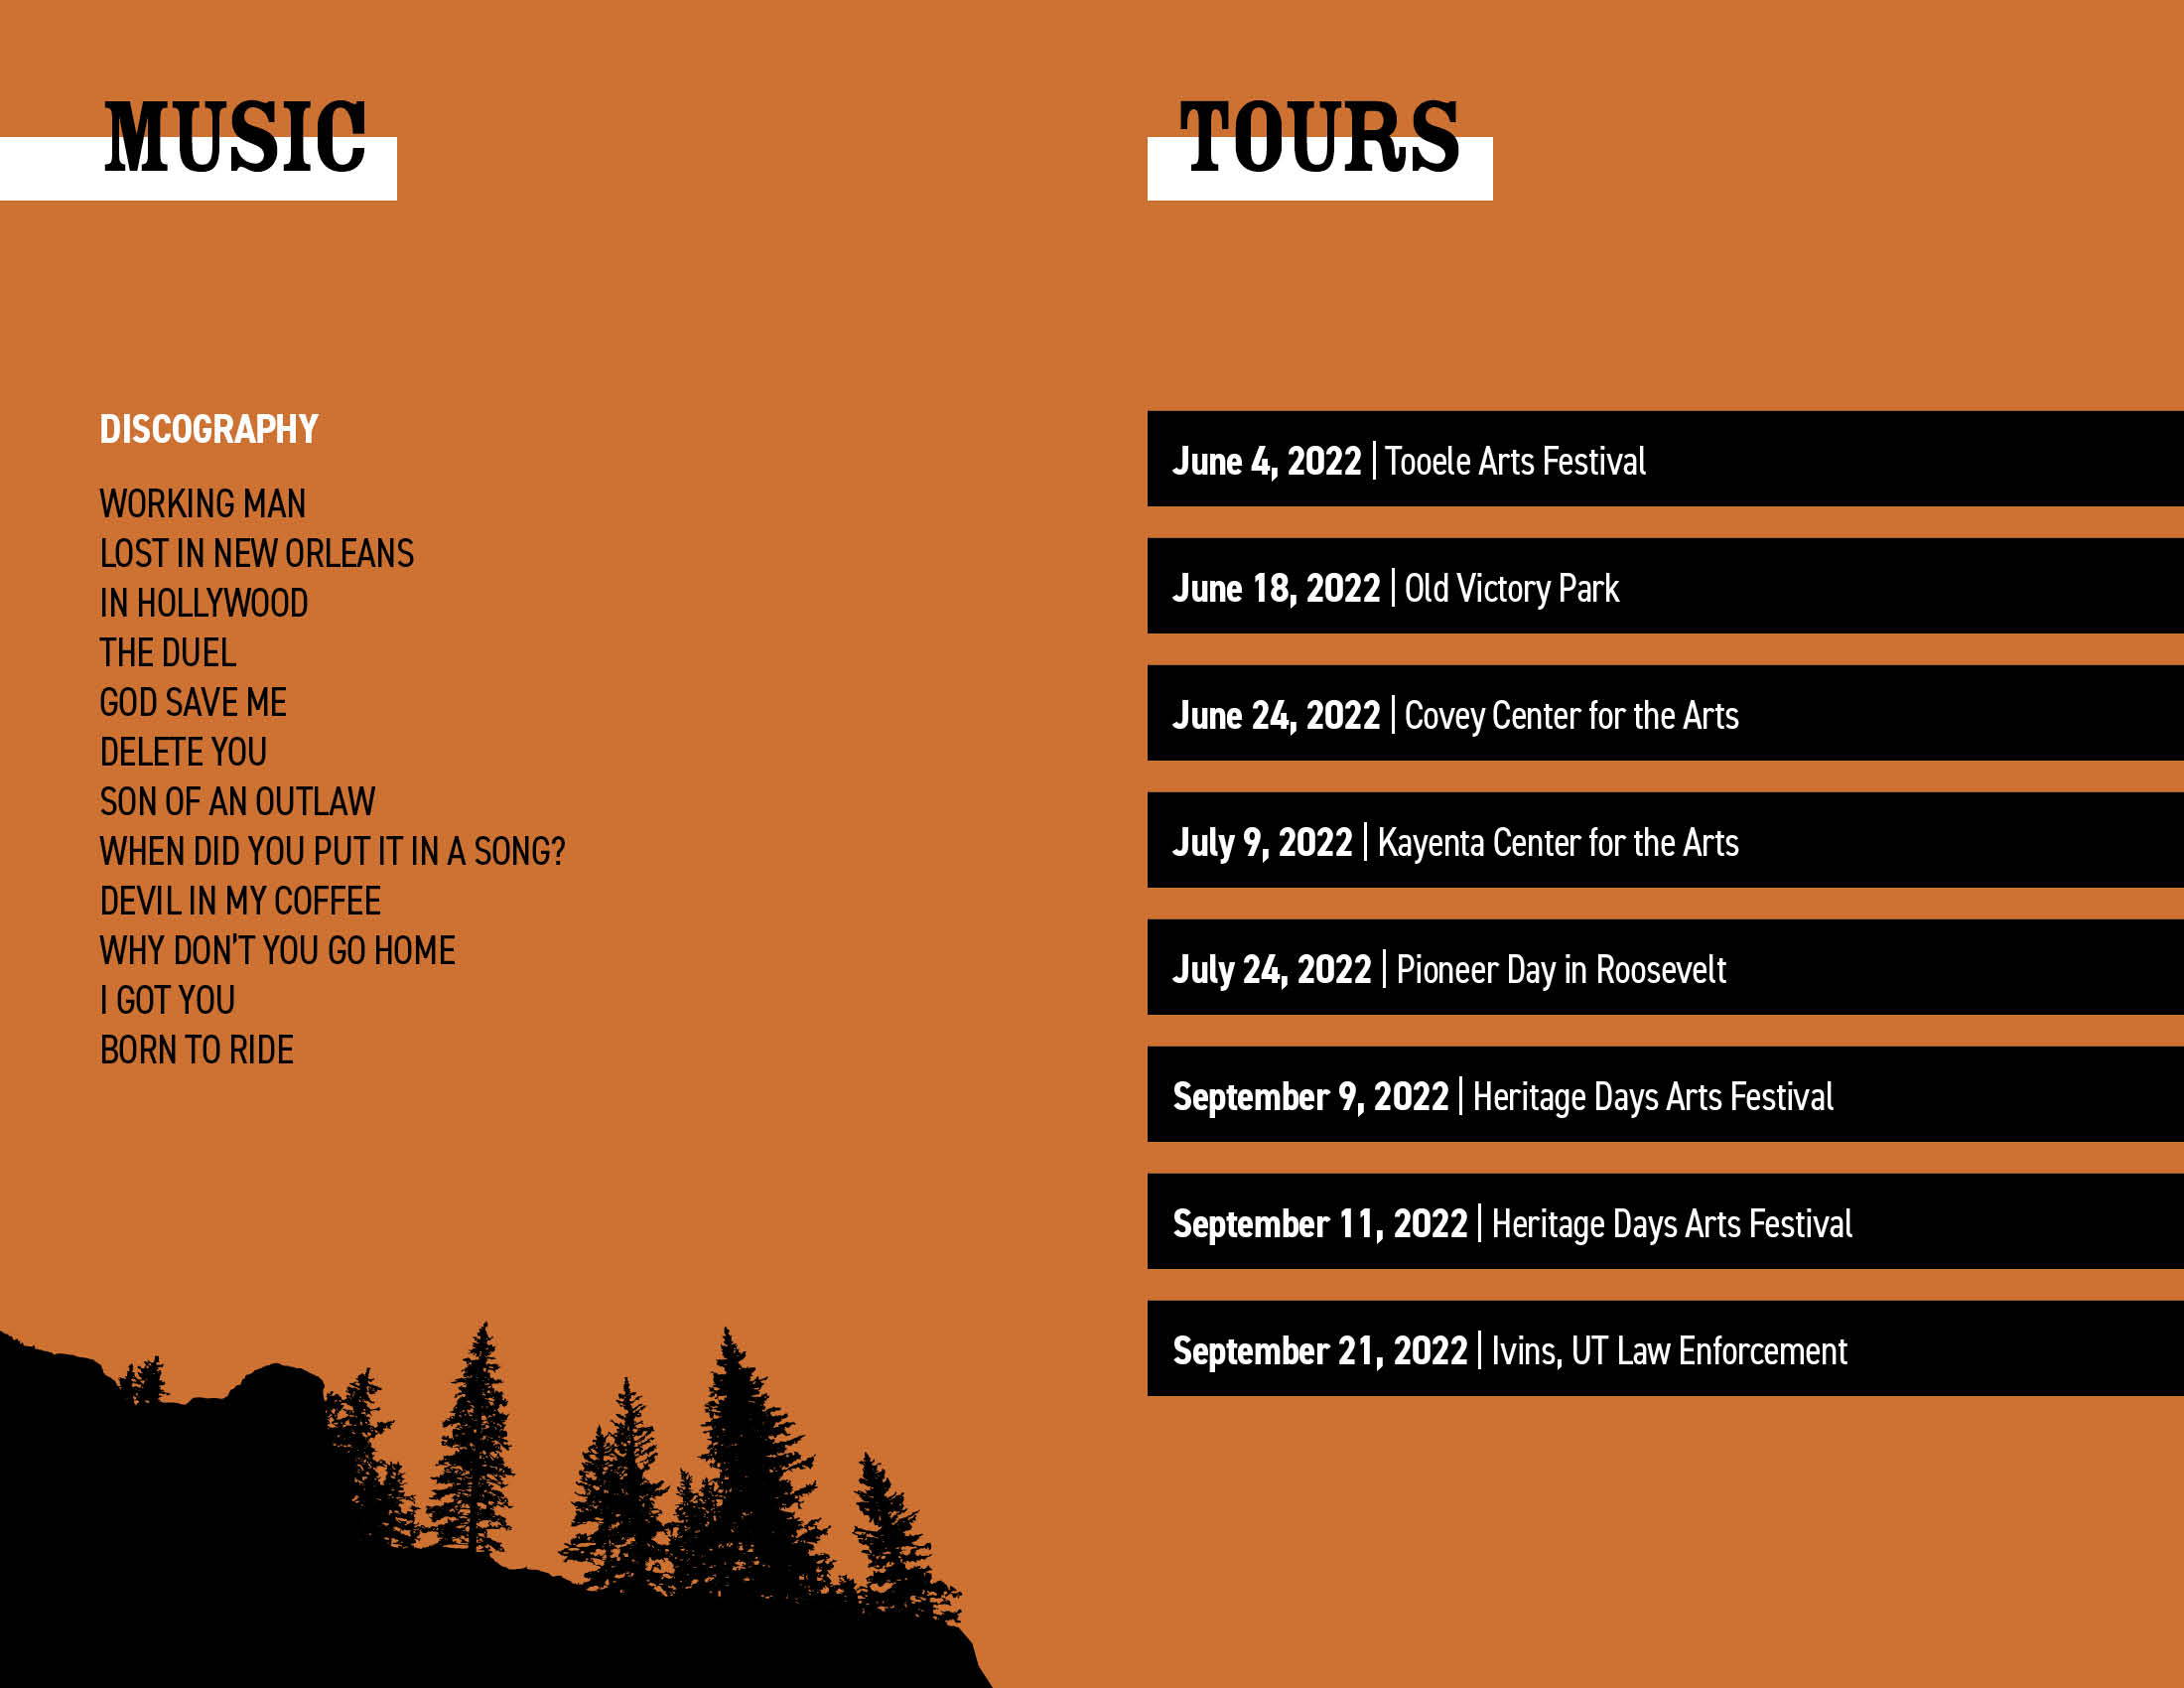 MUSIC
DISCOGRAPHY
WORKING MAN
LOST IN NEW ORLEANS
IN HOLLYWOOD
THE DUEL
GOD SAVE ME
DELETE YOU
SON OF AN OUTLAW
WHEN DID YOU PUT IT IN A SONG?
DEVIL IN MY COFFEE
WHY DON'T YOU GO HOME
I GOT YOU
BORN TO RIDE
TOURS
June 4, 2022 | Tooele Arts Festival
June 18, 2022 | Old Victory Park
June 24, 2022 | Covey Center for the Arts
July 9, 2022 | Kayenta Center for the Arts
July 24, 2022 | Pioneer Day in Roosevelt
September 9, 2022 | Heritage Days Arts Festival
September 11, 2022 | Heritage Days Arts Festival
September 21, 2022 | Ivins, UT Law Enforcement